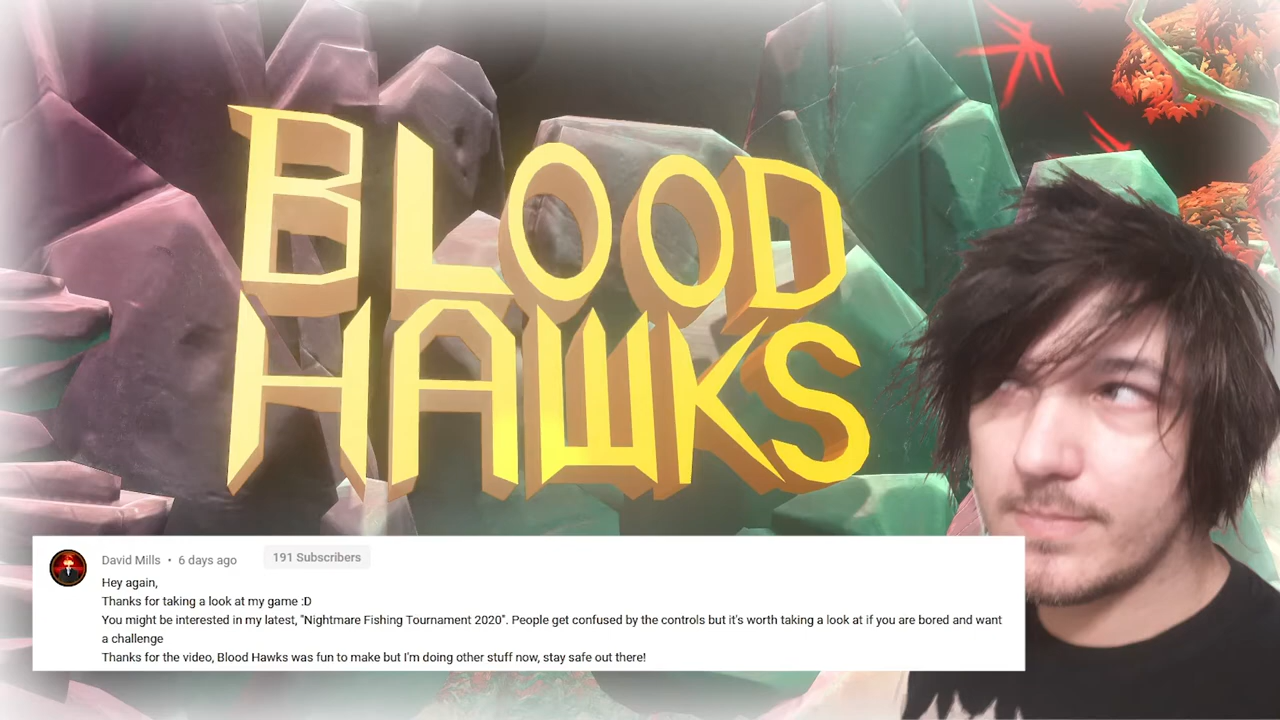 BLOOD
HAWKS
David Mills • 6 days ago 191 Subscribers
Hey again,
Thanks for taking a look at my game :D
You might be interested in my latest, "Nightmare Fishing Tournament 2020". People get confused by the controls but it's worth taking a look at if you are bored and want
a challenge
Thanks for the video, Blood Hawks was fun to make but I'm doing other stuff now, stay safe out there!